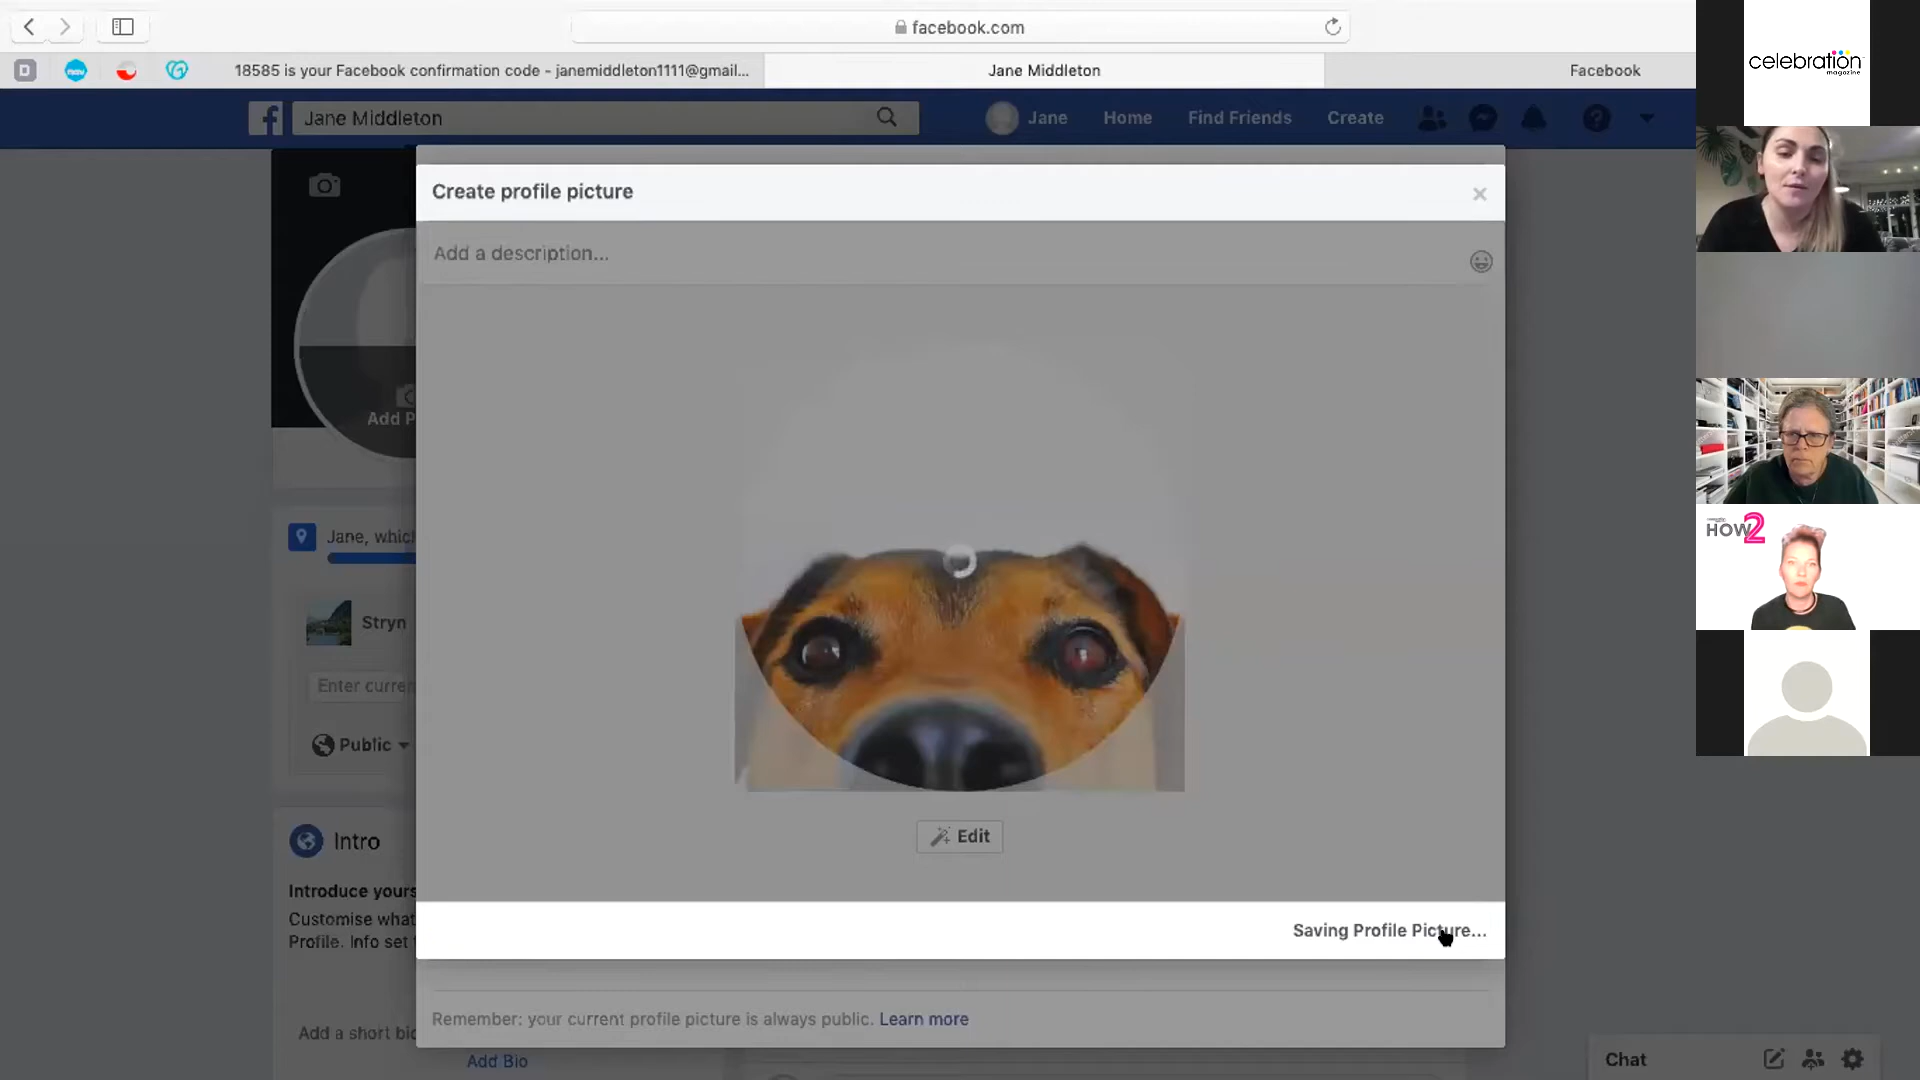 facebook.com
18585 is your Facebook confirmation code - janemiddleton1111@gmail...
Jane Middleton
Facebook
Jane Middleton
Jane
Home
Find Friends
Create
Create profile picture
Add a description...
Add P
Jane, whic
Stryn
Enter curre
Public
Edit
Intro
Introduce yours
Customise what
Profile. Info set
Saving Profile Picture...
Remember: your current profile picture is always public. Learn more
Add a short bio
Add Bio
Chat
celebration
magazine
HOW2